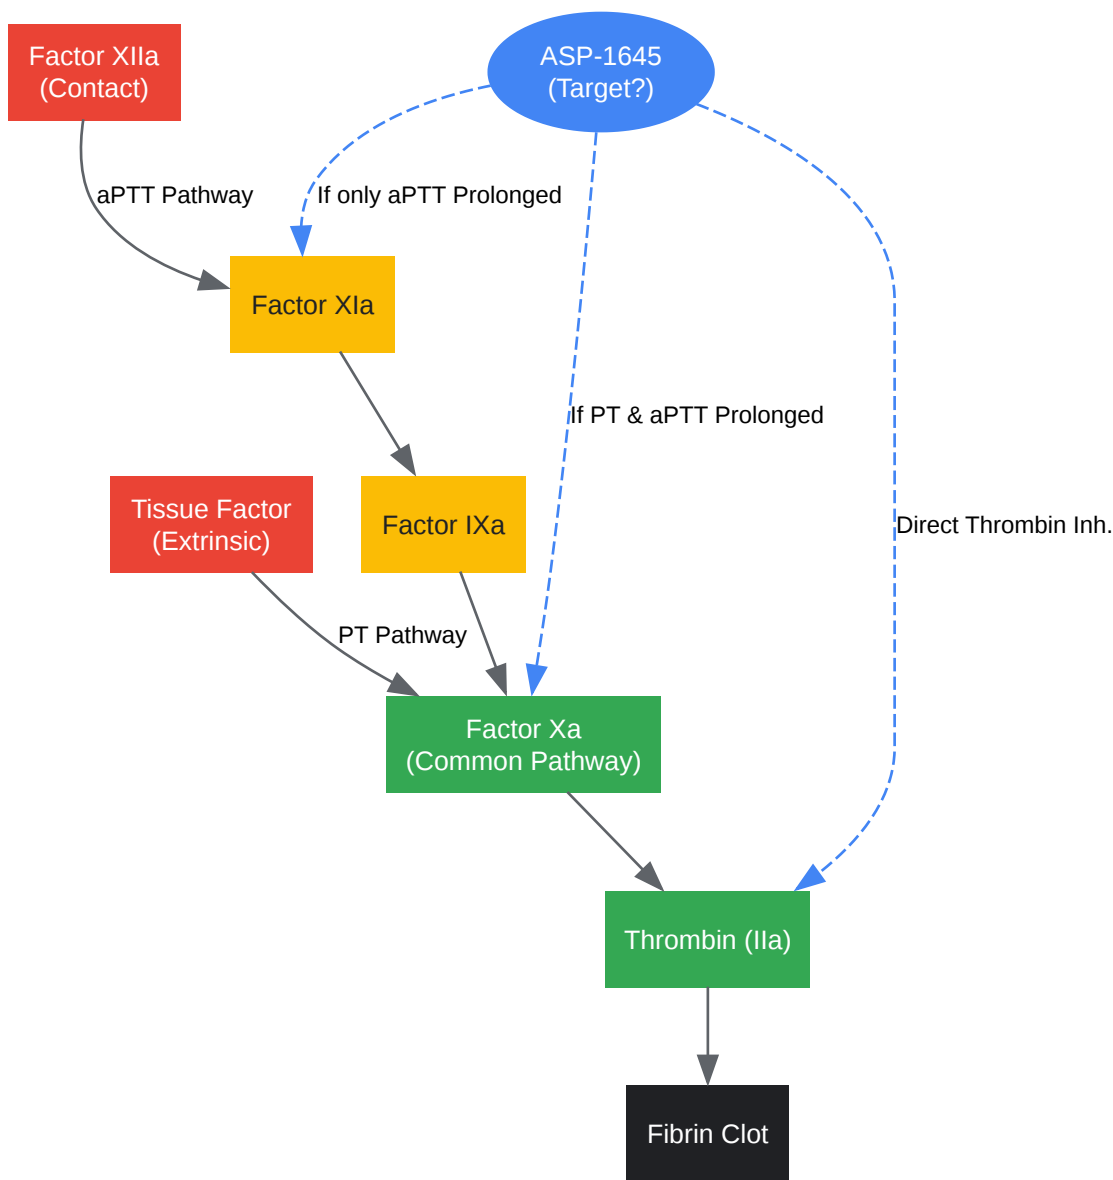 Factor XIIa
(Contact)
ASP-1645
(Target?)
aPTT Pathway
If only aPTT Prolonged
Factor XIa
If PT & aPTT Prolonged
Tissue Factor
(Extrinsic)
Factor IXa
Direct Thrombin Inh.
PT Pathway
Factor Xa
(Common Pathway)
Thrombin (IIa)
Fibrin Clot